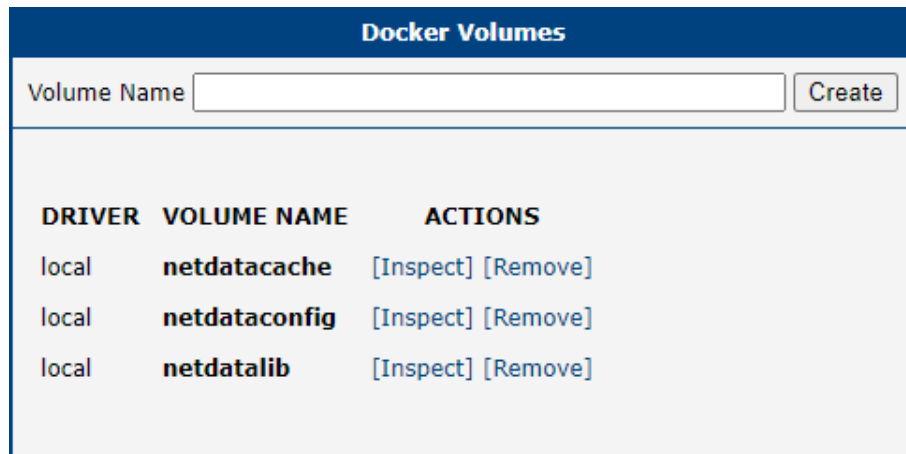 Docker Volumes
Volume Name Create
DRIVER VOLUME NAME ACTIONS
local netdatacache [Inspect] [Remove]
local netdataconfig [Inspect] [Remove]
local netdatalib [Inspect] [Remove]